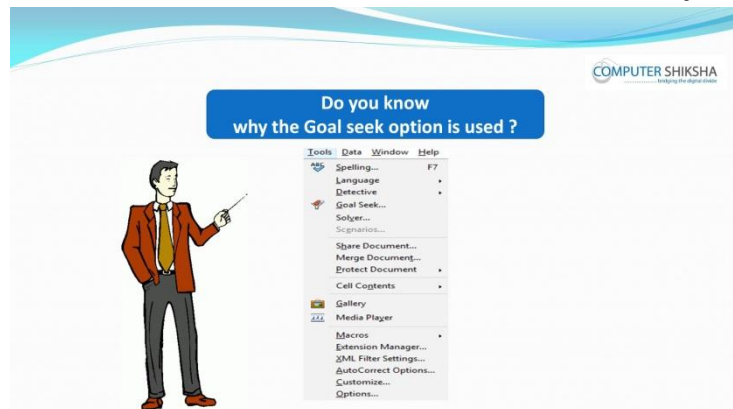 COMPUTER SHIKSHA
bridging the digital divide
Do you know
why the Goal seek option is used ?
Tools Data Window Help
ABC Spelling... F7
Language
Detective
Goal Seek...
Solver...
Scenarios...
Share Document...
Merge Document...
Protect Document
Cell Contents
Gallery
Media Player
Macros
Extension Manager...
XML Filter Settings...
AutoCorrect Options...
Customize...
Options...